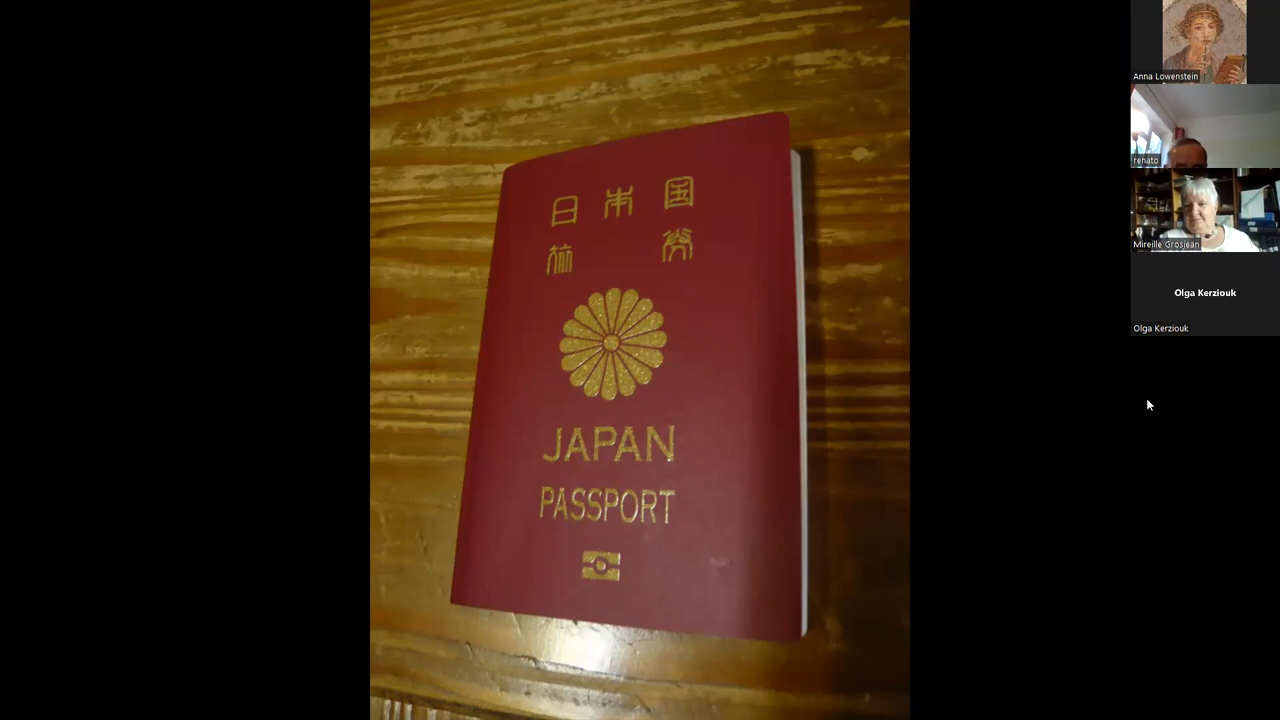 日本国
旅券
JAPAN
PASSPORT
Anna Lowenstein
renato
Mireille Grosjean
Olga Kerziouk
Olga Kerziouk